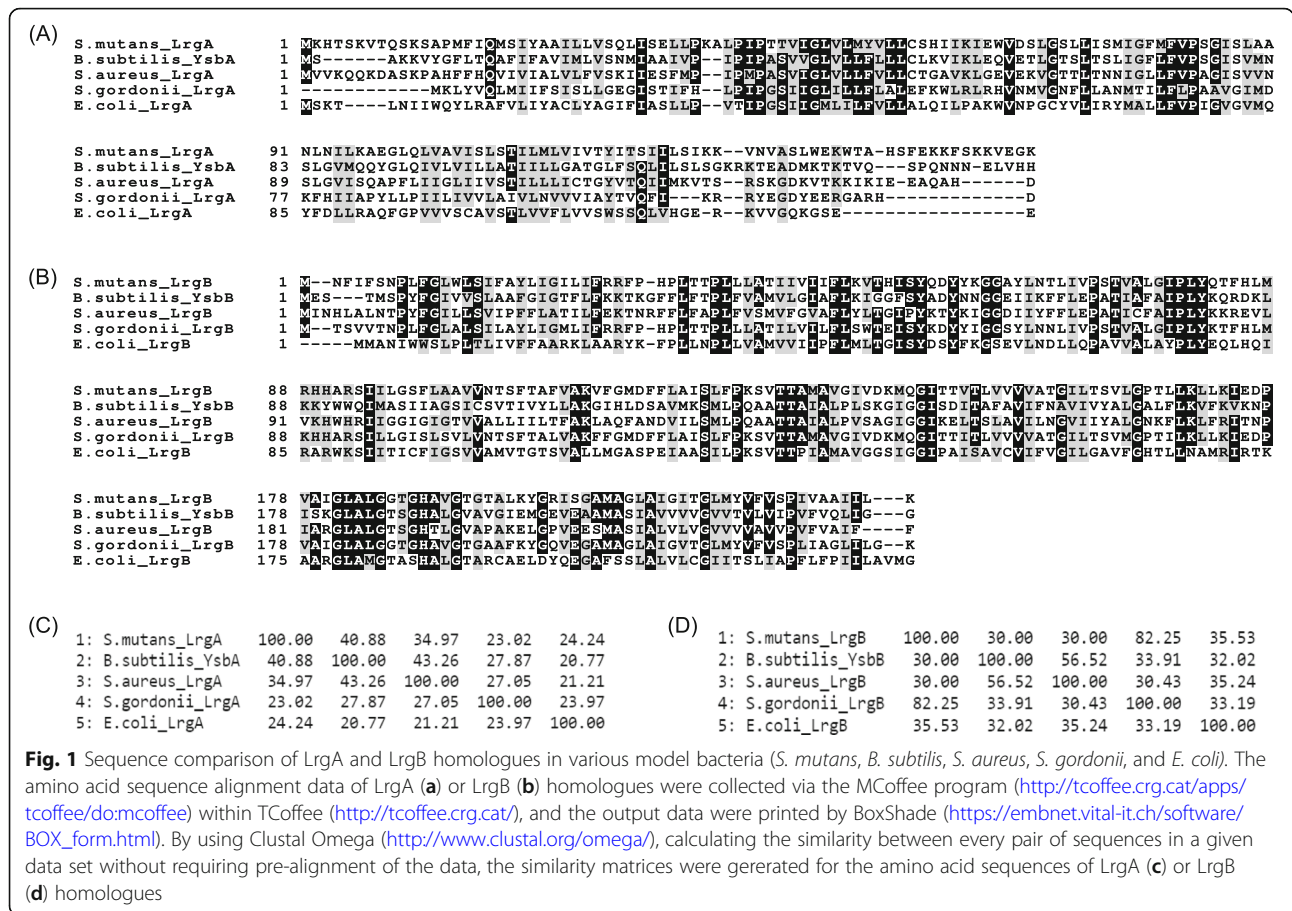 (A)
S.mutans_LrgA 1 MKHTSKVTQSKSAPMFIQMSIYAAILLVSQLISELLPKALPIPTTVIGLVLMYVLLCSHIIKIEWVDSLGSLLISMIGFMFVPSGISLAA
B.subtilis_YsbA 1 MS-----AKKVYGFLTQAFIFAVIMLVSNMIAAIVP--IPIPASVVGLVLLFLLLCLKVIKLEQVETLGTSLTSLIGFLFVPSGISVMN
S.aureus_LrgA 1 MVVKQQKDASKPAHFFHQVIVIALVLFVSKIIESFMP-IPMPASVIGLVLLFVLLCTGAVKLGEVEKVGTTLTNNIGLLFVPAGISVVN
S.gordonii_LrgA 1 ------------MKLYVQLMIIFSISLLGEGISTIFH-LPIPGSIIGLILLFLALEFKWLRLRHVNMVGNFLLANMTILFLPAAVGIMD
E.coli_LrgA 1 MSKT----LNIIWQYLRAFVLIYACLYAGIFIASLLP--VTIPGSIIGMLILFVLLALQILPAKWVNPGCYVLIRYMALLFVPIGVGVMQ
S.mutans_LrgA 91 NLNILKAEGLQLVAVISLSTILMLVIVTYITSIILSIKK--VNVASLWEKWTA-HSFEKKFSKKVEGK
B.subtilis_YsbA 83 SLGVMQQYGLQIVLVILLATIILLGATGLFSQLILSLSGKRKTEADMKTKTVQ---SPQNNN-ELVHH
S.aureus_LrgA 89 SLGVISQAPFLIIGLIIVSTILLLICTGYVTQIIMKVTS--RSKGDKVTKKIKIE-EAQAH------D
S.gordonii_LrgA 77 KFHIIAPYLLPIILIVVLAIVLNVVVIAYTVQFI---KR--RYEGDYEERGARH-------------D
E.coli_LrgA 85 YFDLLRAQFGPVVVSCAVSTLVVFLVVSWSSQLVHGE-R--KVVGQKGSE-----------------E
(B)
S.mutans_LrgB 1 M--NFIFSNPLFGLWLSIFAYLIGILIFRRFP-HPLTTPLLLATIIVIIFLKVTHISYQDYYKGGAYLNTLIVPSTVALGIPLYQTFHLM
B.subtilis_YsbB 1 MES---TMSPYFGIVVSLAAFGIGTFLFKKTKGFFLFTPLFVAMVLGIAFLKIGGFSYADYNNGGEIIKFFLEPATIAFAIPLYKQRDKL
S.aureus_LrgB 1 MINHLALNTPYFGILLSVIPFFLATILFEKTNRFFLFAPLFVSMVFGVAFLYLTGIPYKTYKIGGDIIYFFLEPATICFAIPLYKKREVL
S.gordonii_LrgB 1 M--TSVVTNPLFGLALSILAYLIGMLIFRRFP-HPLTTPLLLATILVILFLSWTEISYKDYYIGGSYLNNLIVPSTVALGIPLYKTFHLM
E.coli_LrgB 1 -----MMANIWWSLPLTLIVFFAARKLAARYK-FPLLNPLLVAMVVIIPFLMLTGISYDSYFKGSEVLNDLLQPAVVALAYPLYEQLHQI
S.mutans_LrgB 88 RHHARSIILGSFLAAVVNTSFTAFVAKVFGMDFFLAISLFPKSVTTAMAVGIVDKMQGITTVTLVVVVATGILTSVLGPTLLKLLKIEDP
B.subtilis_YsbB 88 KKYWWQIMASIIAGSICSVTIVYLLAKGIHLDSAVMKSMLPQAATTAIALPLSKGIGGISDITAFAVIFNAVIVYALGALFLKVFKVKNP
S.aureus_LrgB 91 VKHWHRIIGGIGIGTVVALLIILTFAKLAQFANDVILSMLPQAATTAIALPVSAGIGGIKELTSLAVILNGVIIYALGNKFLKLFRITNP
S.gordonii_LrgB 88 KHHARSILLGISLSVLVNTSFTALVAKFFGMDFFLAISLFPKSVTTAMAVGIVDKMQGITTITLVVVVATGILTSVMGPTILKLLKIEDP
E.coli_LrgB 85 RARWKSIITICFIGSVVAMVTGTSVALLMGASPEIAASILPKSVTTPIAMAVGGSIGGIPAISAVCVIFVGILGAVFGHTLLNAMRIRTK
S.mutans_LrgB 178 VAIGLALGGTGHAVGTGTALKYGRISGAMAGLAIGITGLMYVFVSPIVAAIIL---K
B.subtilis_YsbB 178 ISKGLALGTSGHALGVAVGIEMGEVEAAMASIAVVVVGVVTVLVIPVFVQLIG---G
S.aureus_LrgB 181 IARGLALGTSGHTLGVAPAKELGPVEESMASIALVLVGVVVVAVVPVFVAIF----F
S.gordonii_LrgB 178 VAIGLALGGTGHAVGTGAAFKYGQVEGAMAGLAIGVTGLMYVFVSPLIAGLILG--K
E.coli_LrgB 175 AARGLAMGTASHALGTARCAELDYQEGAFSSLALVLCGIITSLIAPFLFPIILAVMG
(C)
1: S.mutans_LrgA 100.00 40.88 34.97 23.02 24.24
2: B.subtilis_YsbA 40.88 100.00 43.26 27.87 20.77
3: S.aureus_LrgA 34.97 43.26 100.00 27.05 21.21
4: S.gordonii_LrgA 23.02 27.87 27.05 100.00 23.97
5: E.coli_LrgA 24.24 20.77 21.21 23.97 100.00
(D)
1: S.mutans_LrgB 100.00 30.00 30.00 82.25 35.53
2: B.subtilis_YsbB 30.00 100.00 56.52 33.91 32.02
3: S.aureus_LrgB 30.00 56.52 100.00 30.43 35.24
4: S.gordonii_LrgB 82.25 33.91 30.43 100.00 33.19
5: E.coli_LrgB 35.53 32.02 35.24 33.19 100.00
Fig. 1 Sequence comparison of LrgA and LrgB homologues in various model bacteria (S. mutans, B. subtilis, S. aureus, S. gordonii, and E. coli). The
amino acid sequence alignment data of LrgA (a) or LrgB (b) homologues were collected via the MCoffee program (http://tcoffee.crg.cat/apps/
tcoffee/do:mcoffee) within TCoffee (http://tcoffee.crg.cat/), and the output data were printed by BoxShade (https://embnet.vital-it.ch/software/
BOX_form.html). By using Clustal Omega (http://www.clustal.org/omega/), calculating the similarity between every pair of sequences in a given
data set without requiring pre-alignment of the data, the similarity matrices were gererated for the amino acid sequences of LrgA (c) or LrgB
(d) homologues